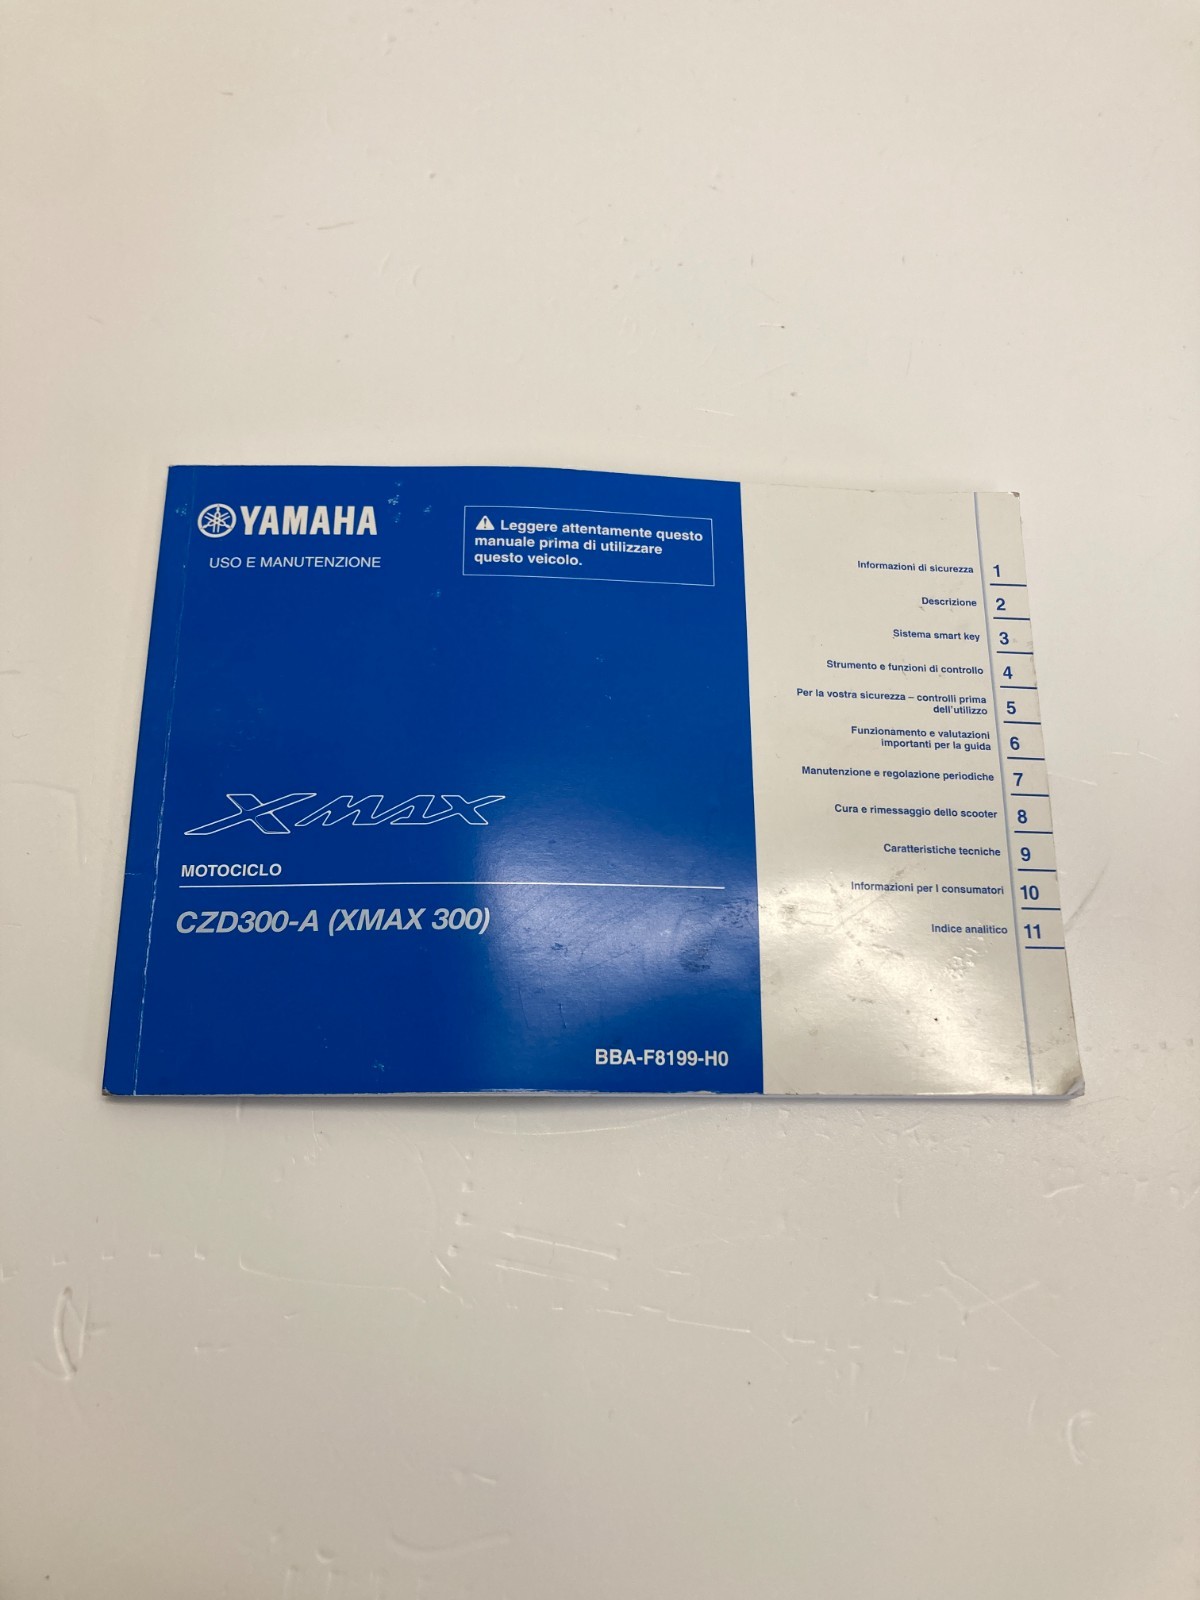 YAMAHA
USO E MANUTENZIONE
Leggere attentamente questo
manuale prima di utilizzare
questo veicolo.
XMAX
MOTOCICLO
CZD300-A (XMAX 300)
BBA-F8199-H0
Informazioni di sicurezza 1
Descrizione 2
Sistema smart key 3
Strumento e funzioni di controllo 4
Per la vostra sicurezza – controlli prima
dell'utilizzo 5
Funzionamento e valutazioni
importanti per la guida 6
Manutenzione e regolazione periodiche 7
Cura e rimessaggio dello scooter 8
Caratteristiche tecniche 9
Informazioni per I consumatori 10
Indice analitico 11